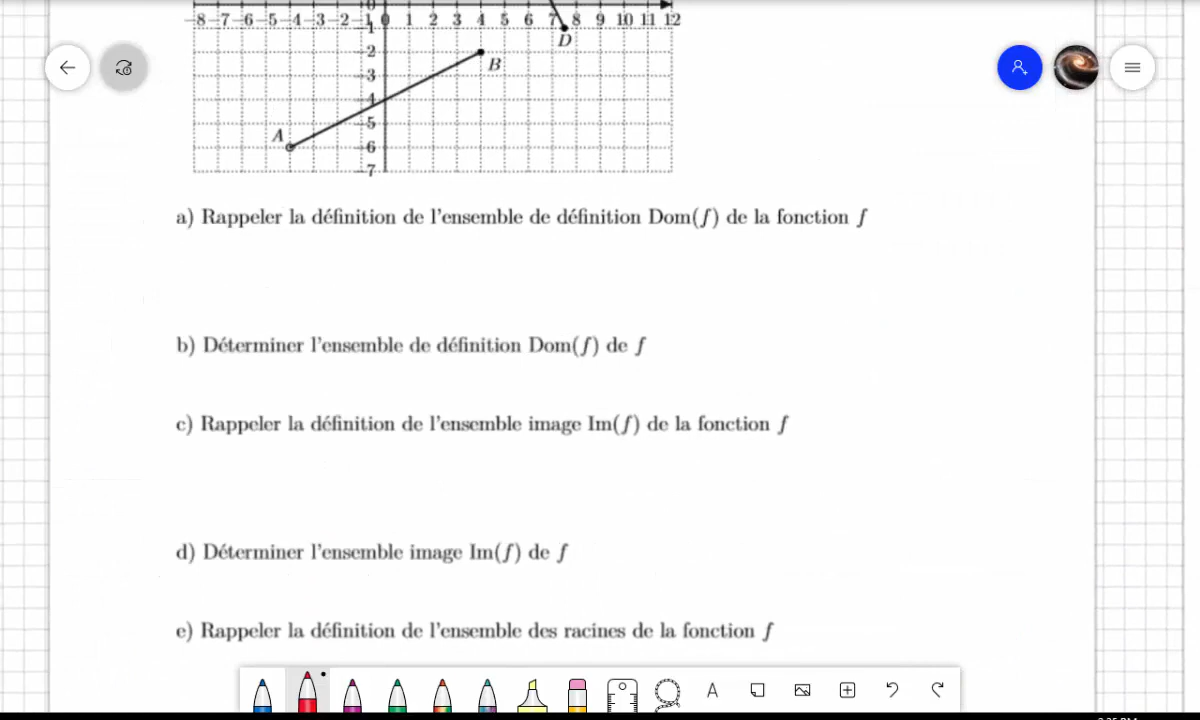 0
-8 -7 -6 -5 -4 -3 -2 -1 0 1 2 3 4 5 6 7 8 9 10 11 12
-1
D
-2
B
-3
-4
-5
A
-6
-7
a) Rappeler la définition de l'ensemble de définition Dom(f) de la fonction f
b) Déterminer l'ensemble de définition Dom(f) de f
c) Rappeler la définition de l'ensemble image Im(f) de la fonction f
d) Déterminer l'ensemble image Im(f) de f
e) Rappeler la définition de l'ensemble des racines de la fonction f
A